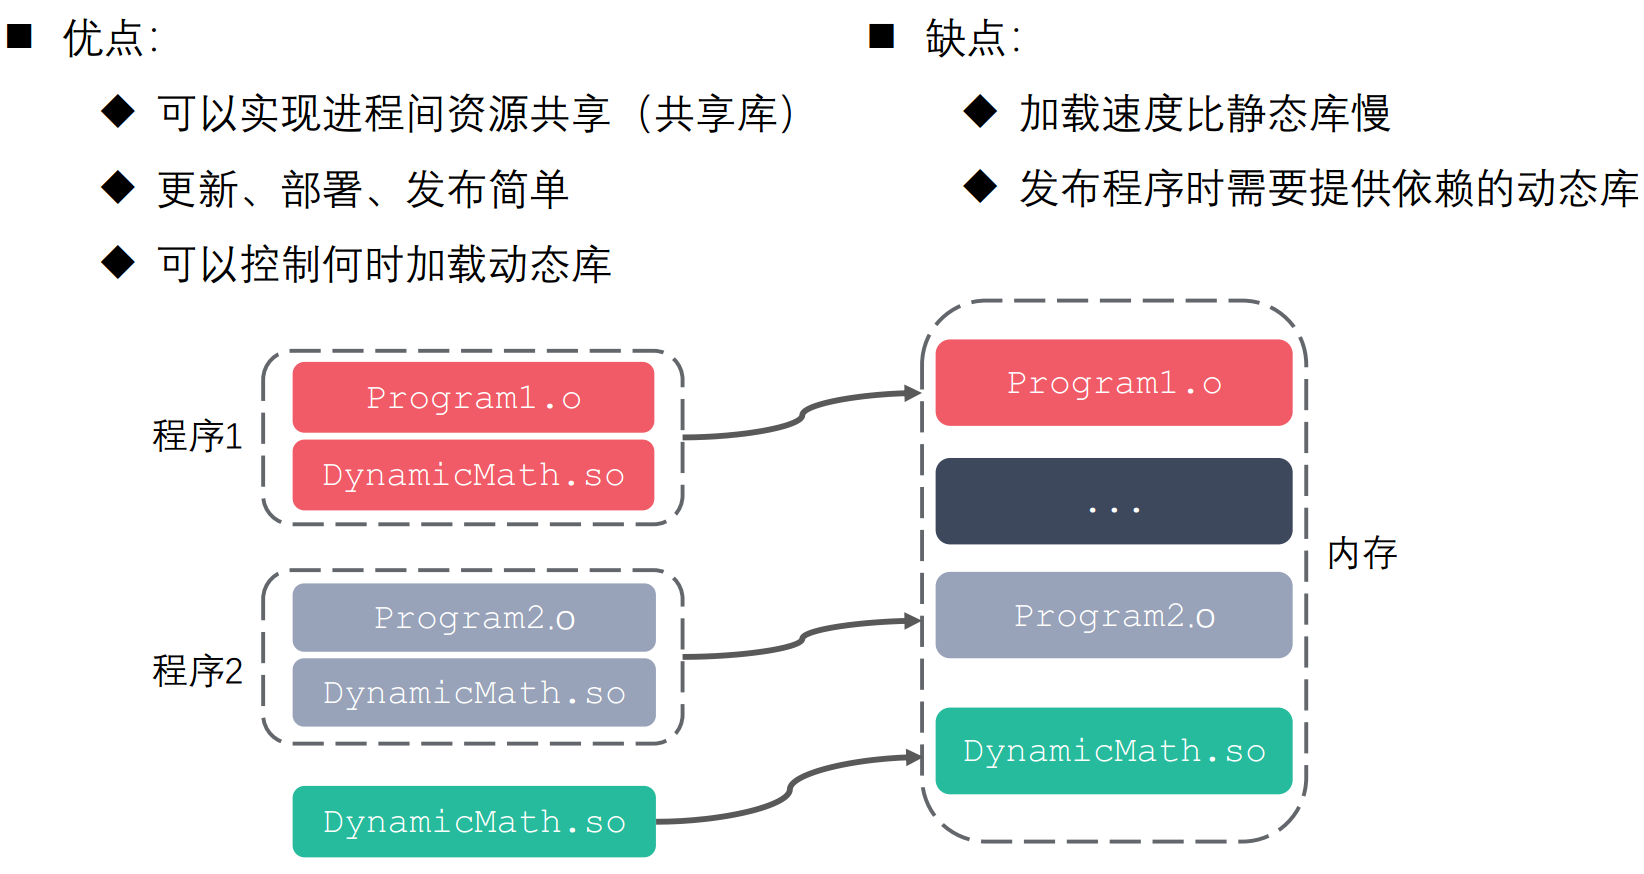 优点：
可以实现进程间资源共享（共享库）
更新、部署、发布简单
可以控制何时加载动态库
缺点：
加载速度比静态库慢
发布程序时需要提供依赖的动态库
程序1
Program1.o
DynamicMath.so
程序2
Program2.o
DynamicMath.so
DynamicMath.so
Program1.o
...
Program2.o
DynamicMath.so
内存